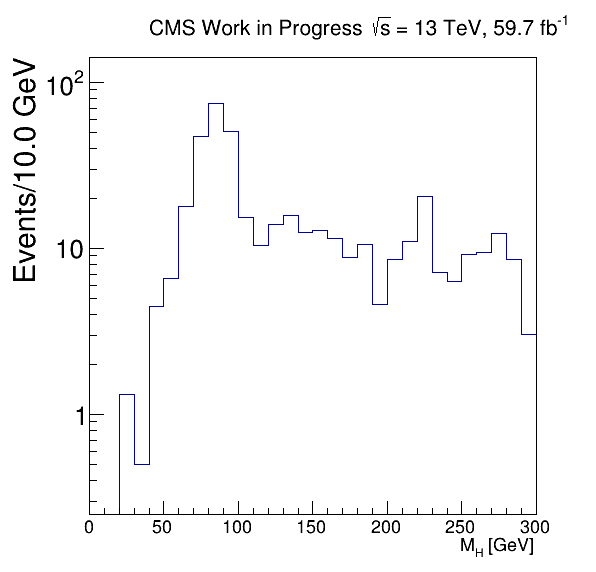 CMS Work in Progress √s = 13 TeV, 59.7 fb⁻¹
Events/10.0 GeV
10²
10
1
0 50 100 150 200 250 300
M_H [GeV]